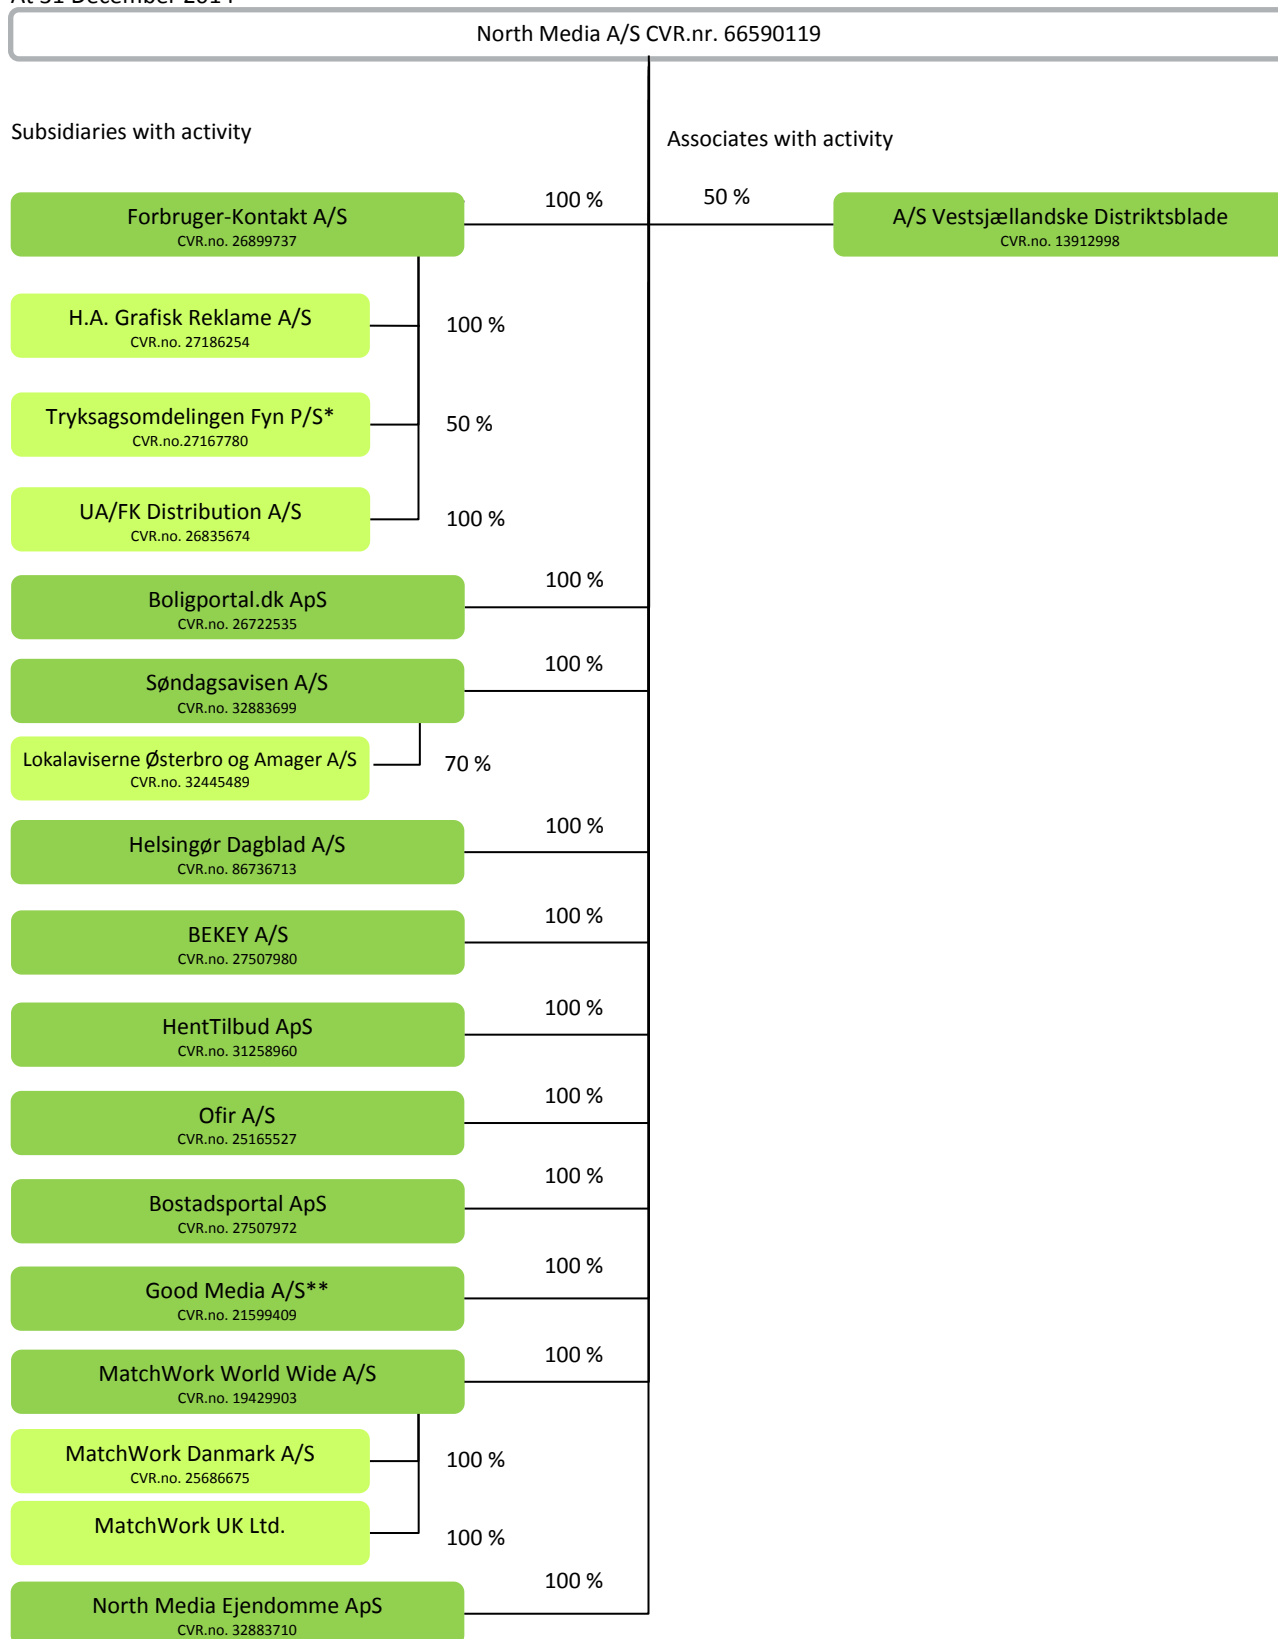 At 31 December 2014
North Media A/S CVR.nr. 66590119
Subsidiaries with activity
Associates with activity
100 %
50 %
Forbruger-Kontakt A/S
CVR.no. 26899737
A/S Vestsjællandske Distriktsblade
CVR.no. 13912998
H.A. Grafisk Reklame A/S
CVR.no. 27186254
100 %
Tryksagsomdelingen Fyn P/S*
CVR.no.27167780
50 %
UA/FK Distribution A/S
CVR.no. 26835674
100 %
100 %
Boligportal.dk ApS
CVR.no. 26722535
100 %
Søndagsavisen A/S
CVR.no. 32883699
Lokalaviserne Østerbro og Amager A/S
CVR.no. 32445489
70 %
100 %
Helsingør Dagblad A/S
CVR.no. 86736713
100 %
BEKEY A/S
CVR.no. 27507980
100 %
HentTilbud ApS
CVR.no. 31258960
100 %
Ofir A/S
CVR.no. 25165527
100 %
Bostadsportal ApS
CVR.no. 27507972
100 %
Good Media A/S**
CVR.no. 21599409
100 %
MatchWork World Wide A/S
CVR.no. 19429903
MatchWork Danmark A/S
CVR.no. 25686675
100 %
MatchWork UK Ltd.
100 %
100 %
North Media Ejendomme ApS
CVR.no. 32883710